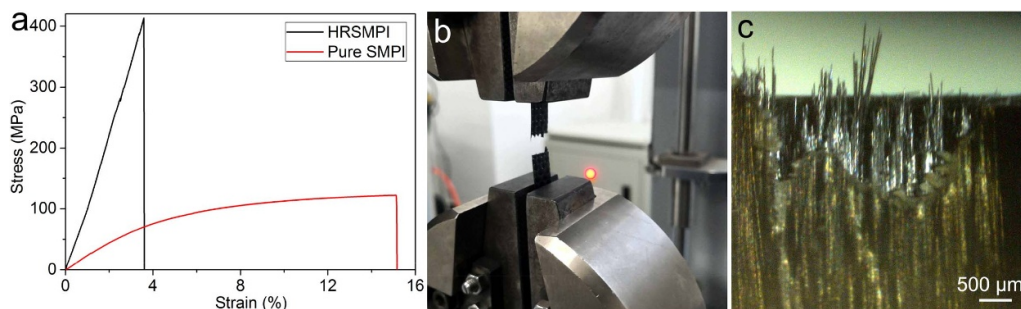 a
HRSMPI
Pure SMPI
400
300
200
100
0
Stress (MPa)
0 4 8 12 16
Strain (%)
b
c
500 µm